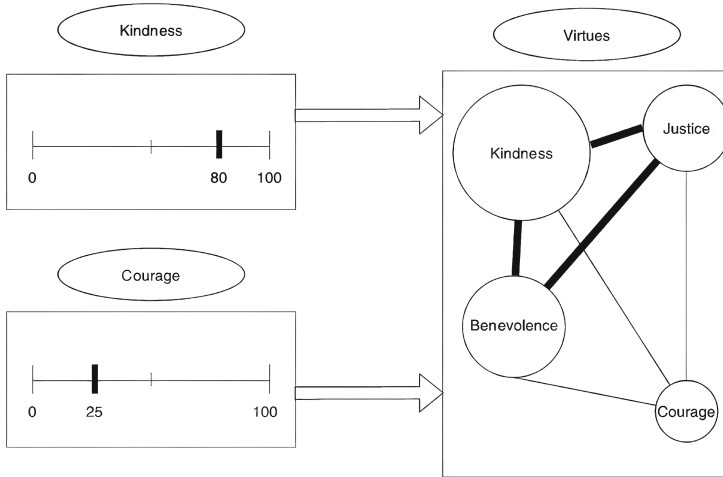 Kindness
0
80
100
Courage
0
25
100
Virtues
Kindness
Justice
Benevolence
Courage